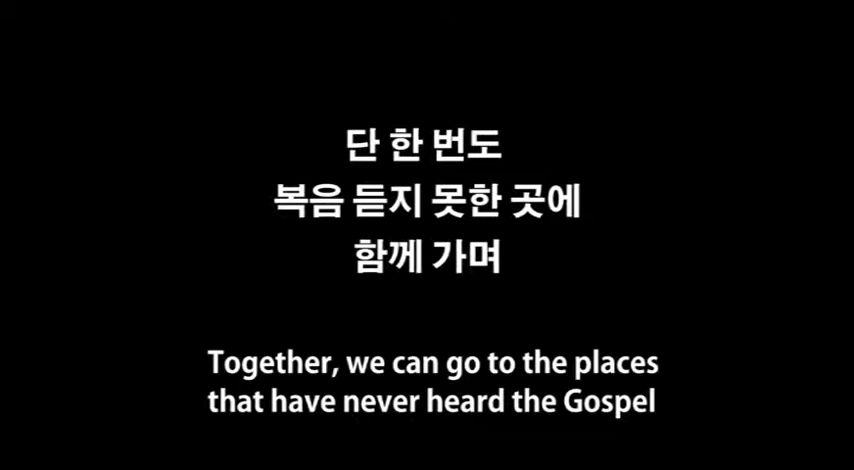 단 한 번도
복음 듣지 못한 곳에
함께 가며
Together, we can go to the places
that have never heard the Gospel